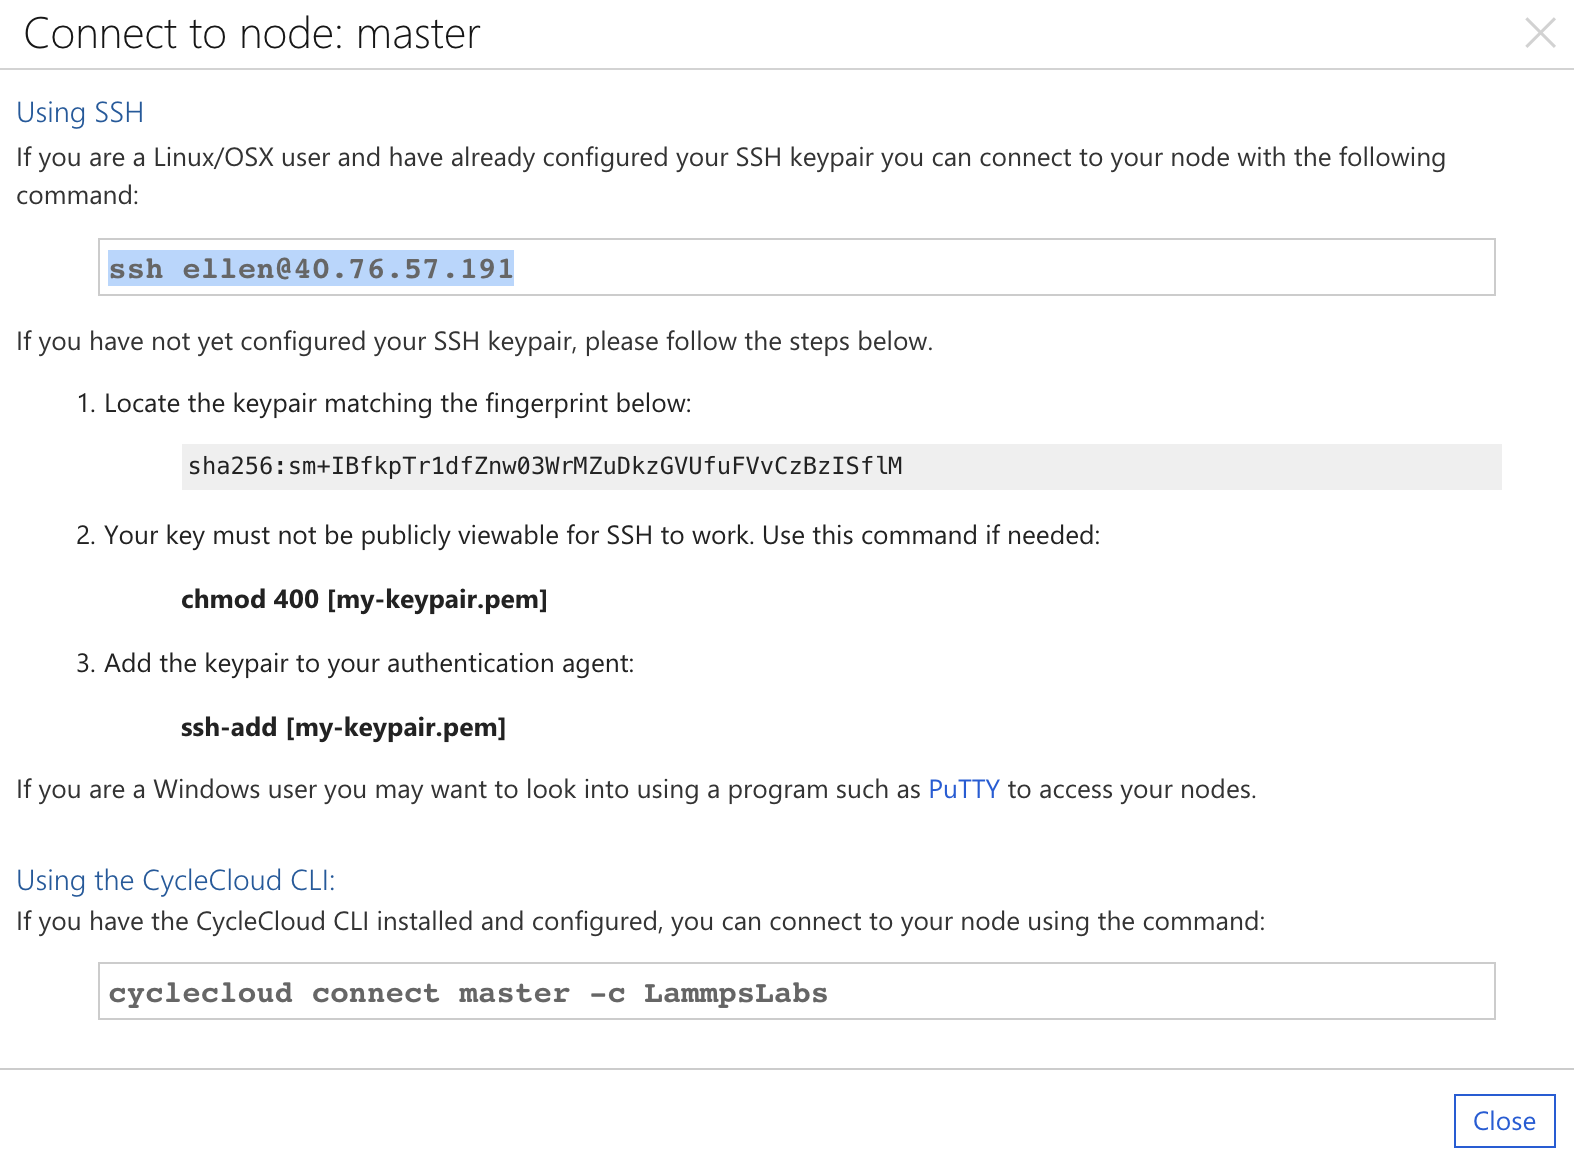 Connect to node: master
Using SSH
If you are a Linux/OSX user and have already configured your SSH keypair you can connect to your node with the following
command:
ssh ellen@40.76.57.191
If you have not yet configured your SSH keypair, please follow the steps below.
1. Locate the keypair matching the fingerprint below:
sha256:sm+IBfkpTr1dfZnw03WrMZuDkzGVUfuFVvCzBzISflM
2. Your key must not be publicly viewable for SSH to work. Use this command if needed:
chmod 400 [my-keypair.pem]
3. Add the keypair to your authentication agent:
ssh-add [my-keypair.pem]
If you are a Windows user you may want to look into using a program such as PuTTY to access your nodes.
Using the CycleCloud CLI:
If you have the CycleCloud CLI installed and configured, you can connect to your node using the command:
cyclecloud connect master -c LammpsLabs
Close